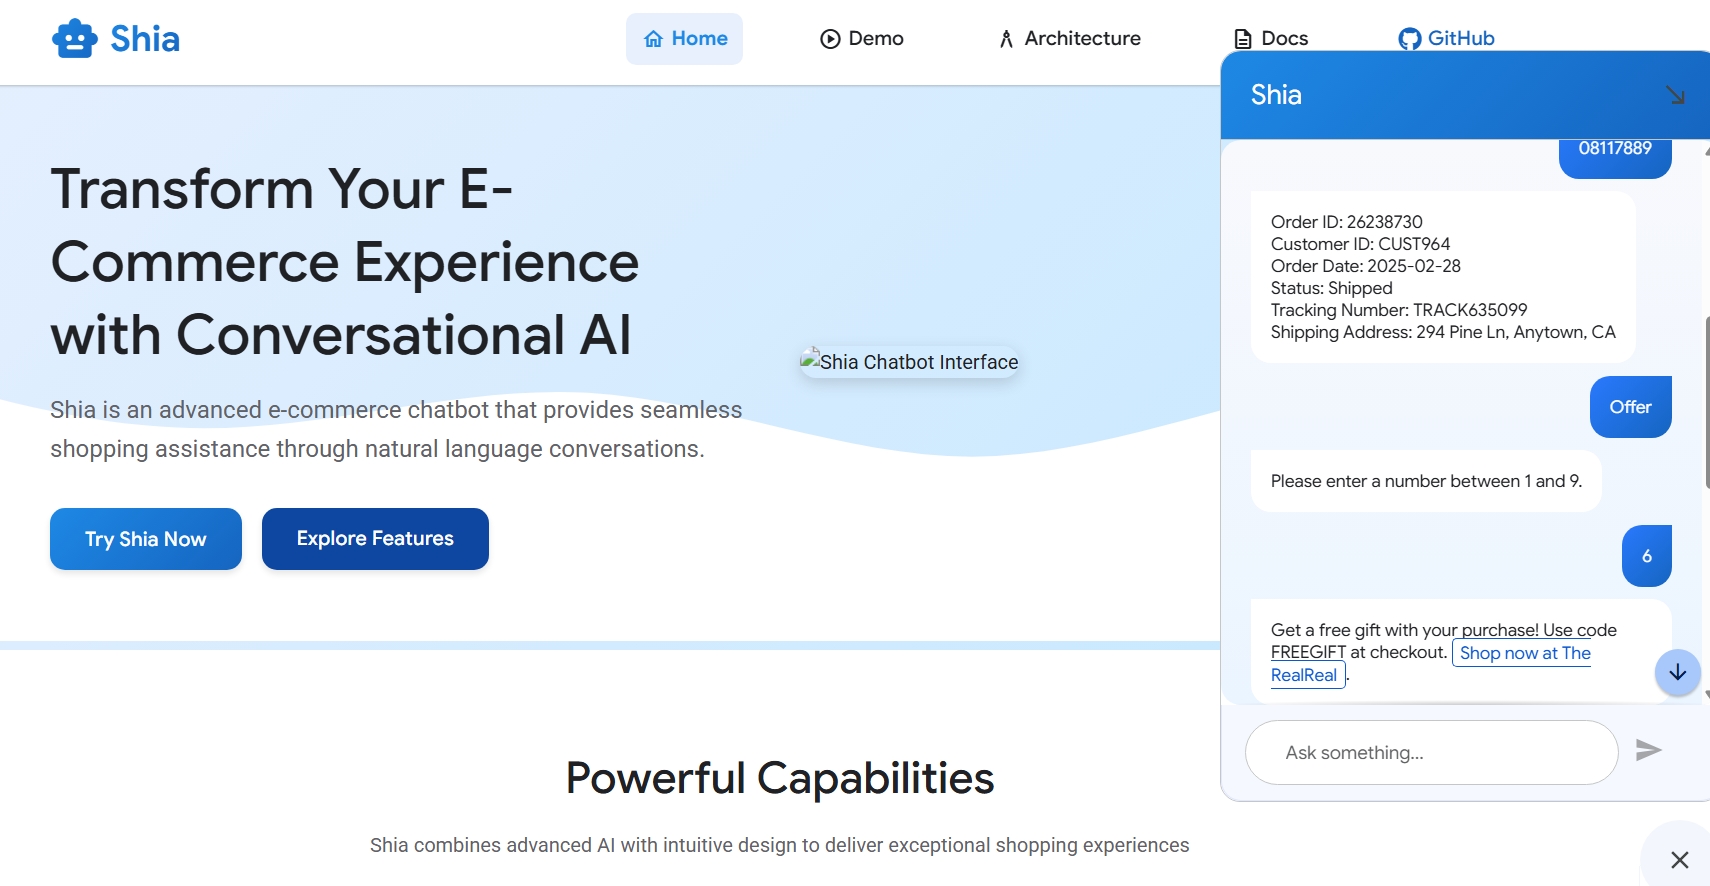 Shia
Home
Demo
Architecture
Docs
GitHub
Transform Your E-
Commerce Experience
with Conversational AI
Shia is an advanced e-commerce chatbot that provides seamless
shopping assistance through natural language conversations.
Try Shia Now
Explore Features
Shia Chatbot Interface
Powerful Capabilities
Shia combines advanced AI with intuitive design to deliver exceptional shopping experiences
Shia
08117889
Order ID: 26238730
Customer ID: CUST964
Order Date: 2025-02-28
Status: Shipped
Tracking Number: TRACK635099
Shipping Address: 294 Pine Ln, Anytown, CA
Offer
Please enter a number between 1 and 9.
6
Get a free gift with your purchase! Use code
FREEGIFT at checkout. Shop now at The
RealReal.
Ask something...